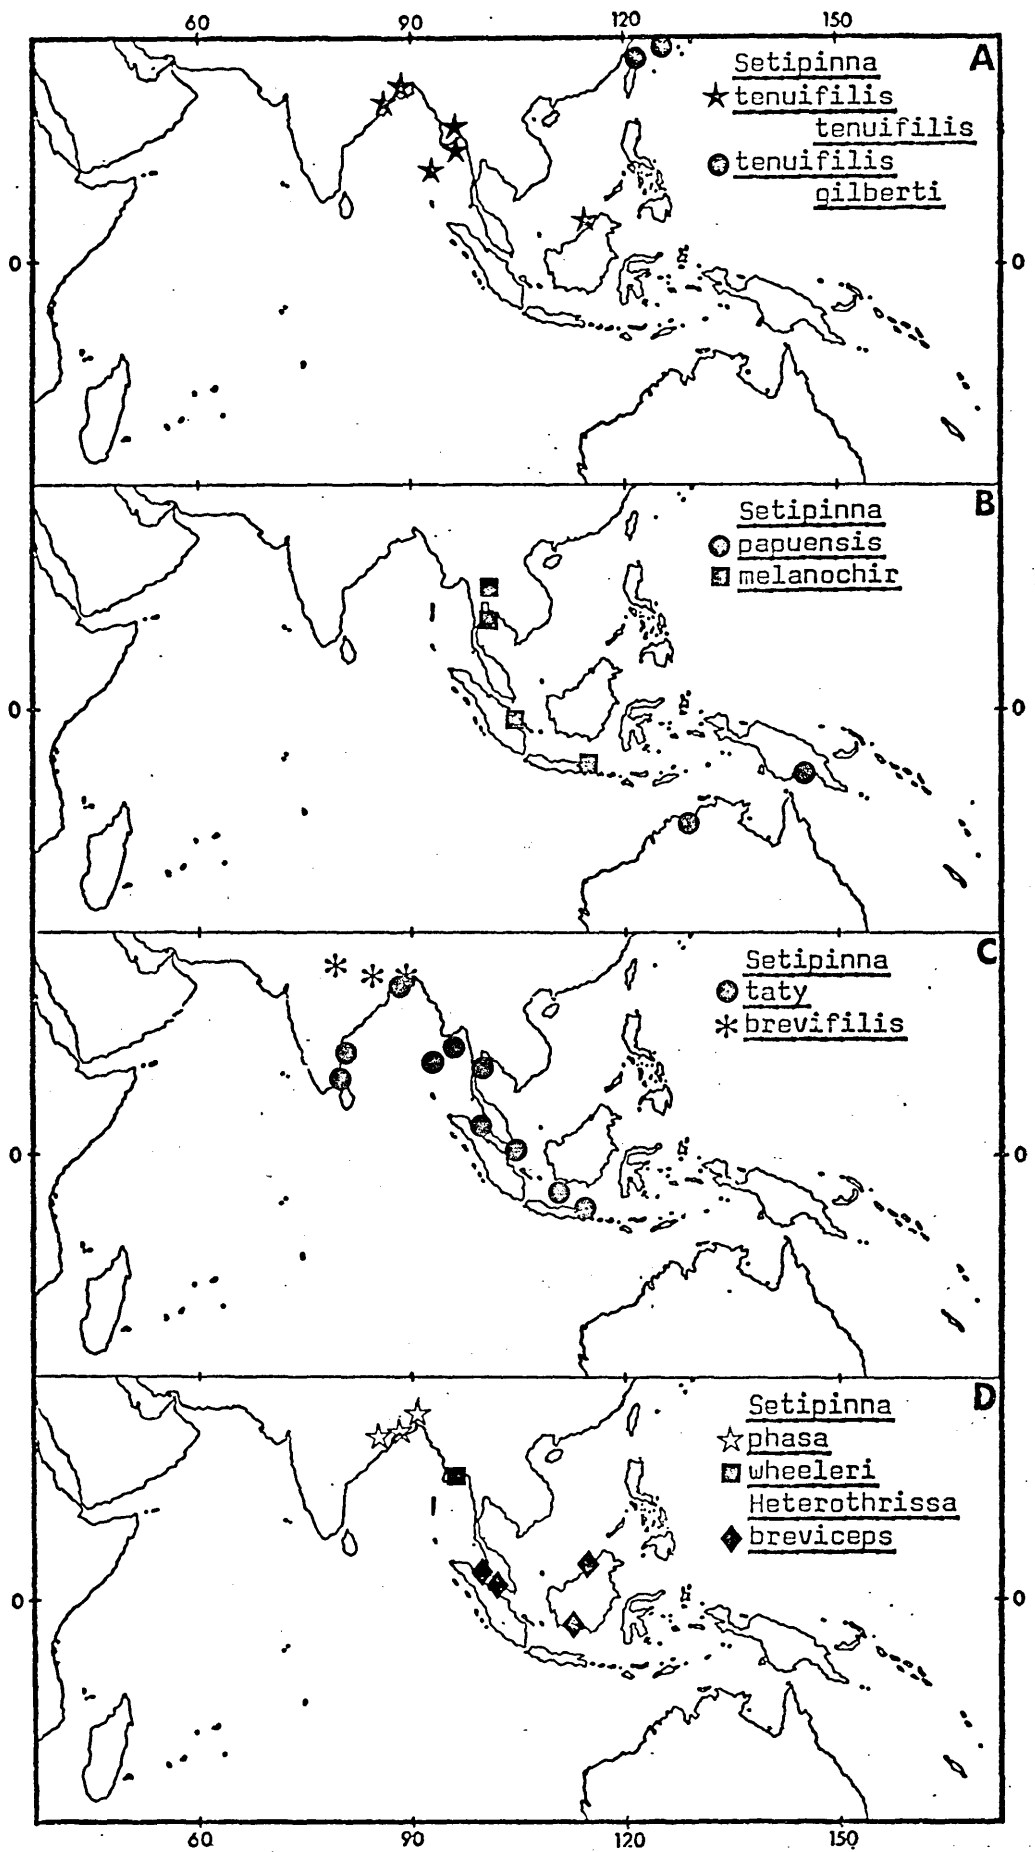 60 90 120 150
A
Setipinna
tenuifilis
tenuifilis
tenuifilis
gilberti
0 0
B
Setipinna
papuensis
melanochir
0 0
C
Setipinna
taty
brevifilis
0 0
D
Setipinna
phasa
wheeleri
Heterothrissa
breviceps
0 0
60 90 120 150